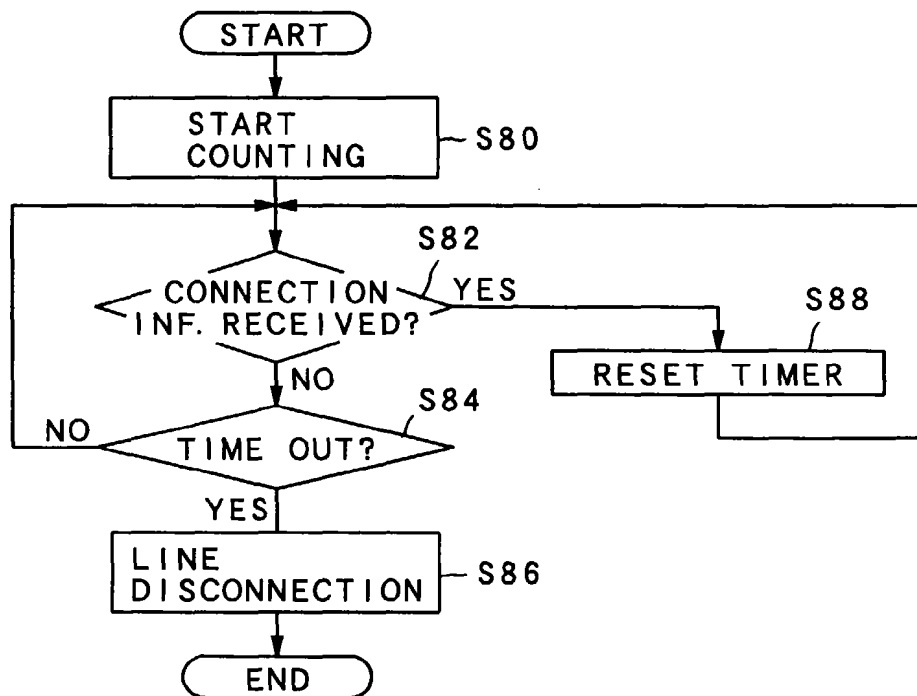 START
START
COUNTING
S80
S82
CONNECTION
INF. RECEIVED?
YES
S88
RESET TIMER
NO
S84
NO
TIME OUT?
YES
LINE
DISCONNECTION
S86
END